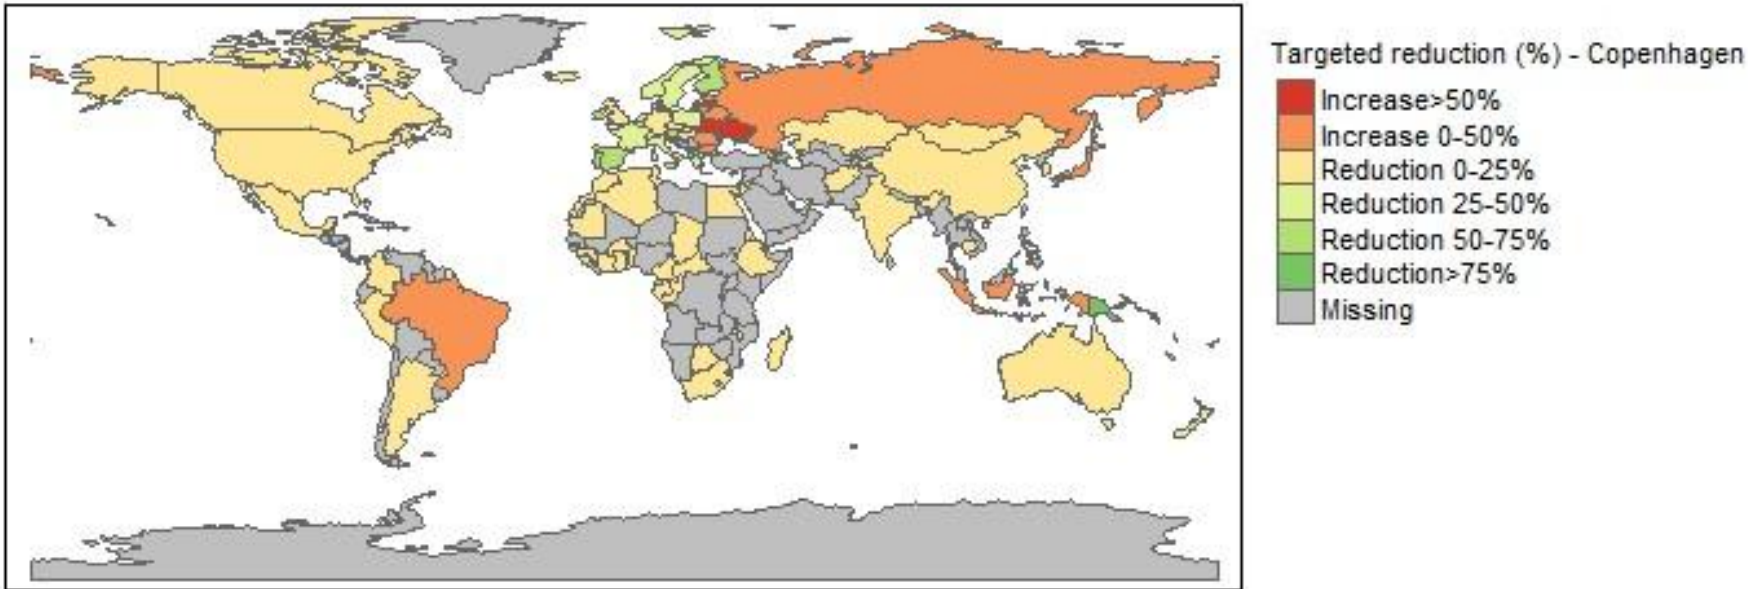 Targeted reduction (%) - Copenhagen
Increase>50%
Increase 0-50%
Reduction 0-25%
Reduction 25-50%
Reduction 50-75%
Reduction>75%
Missing